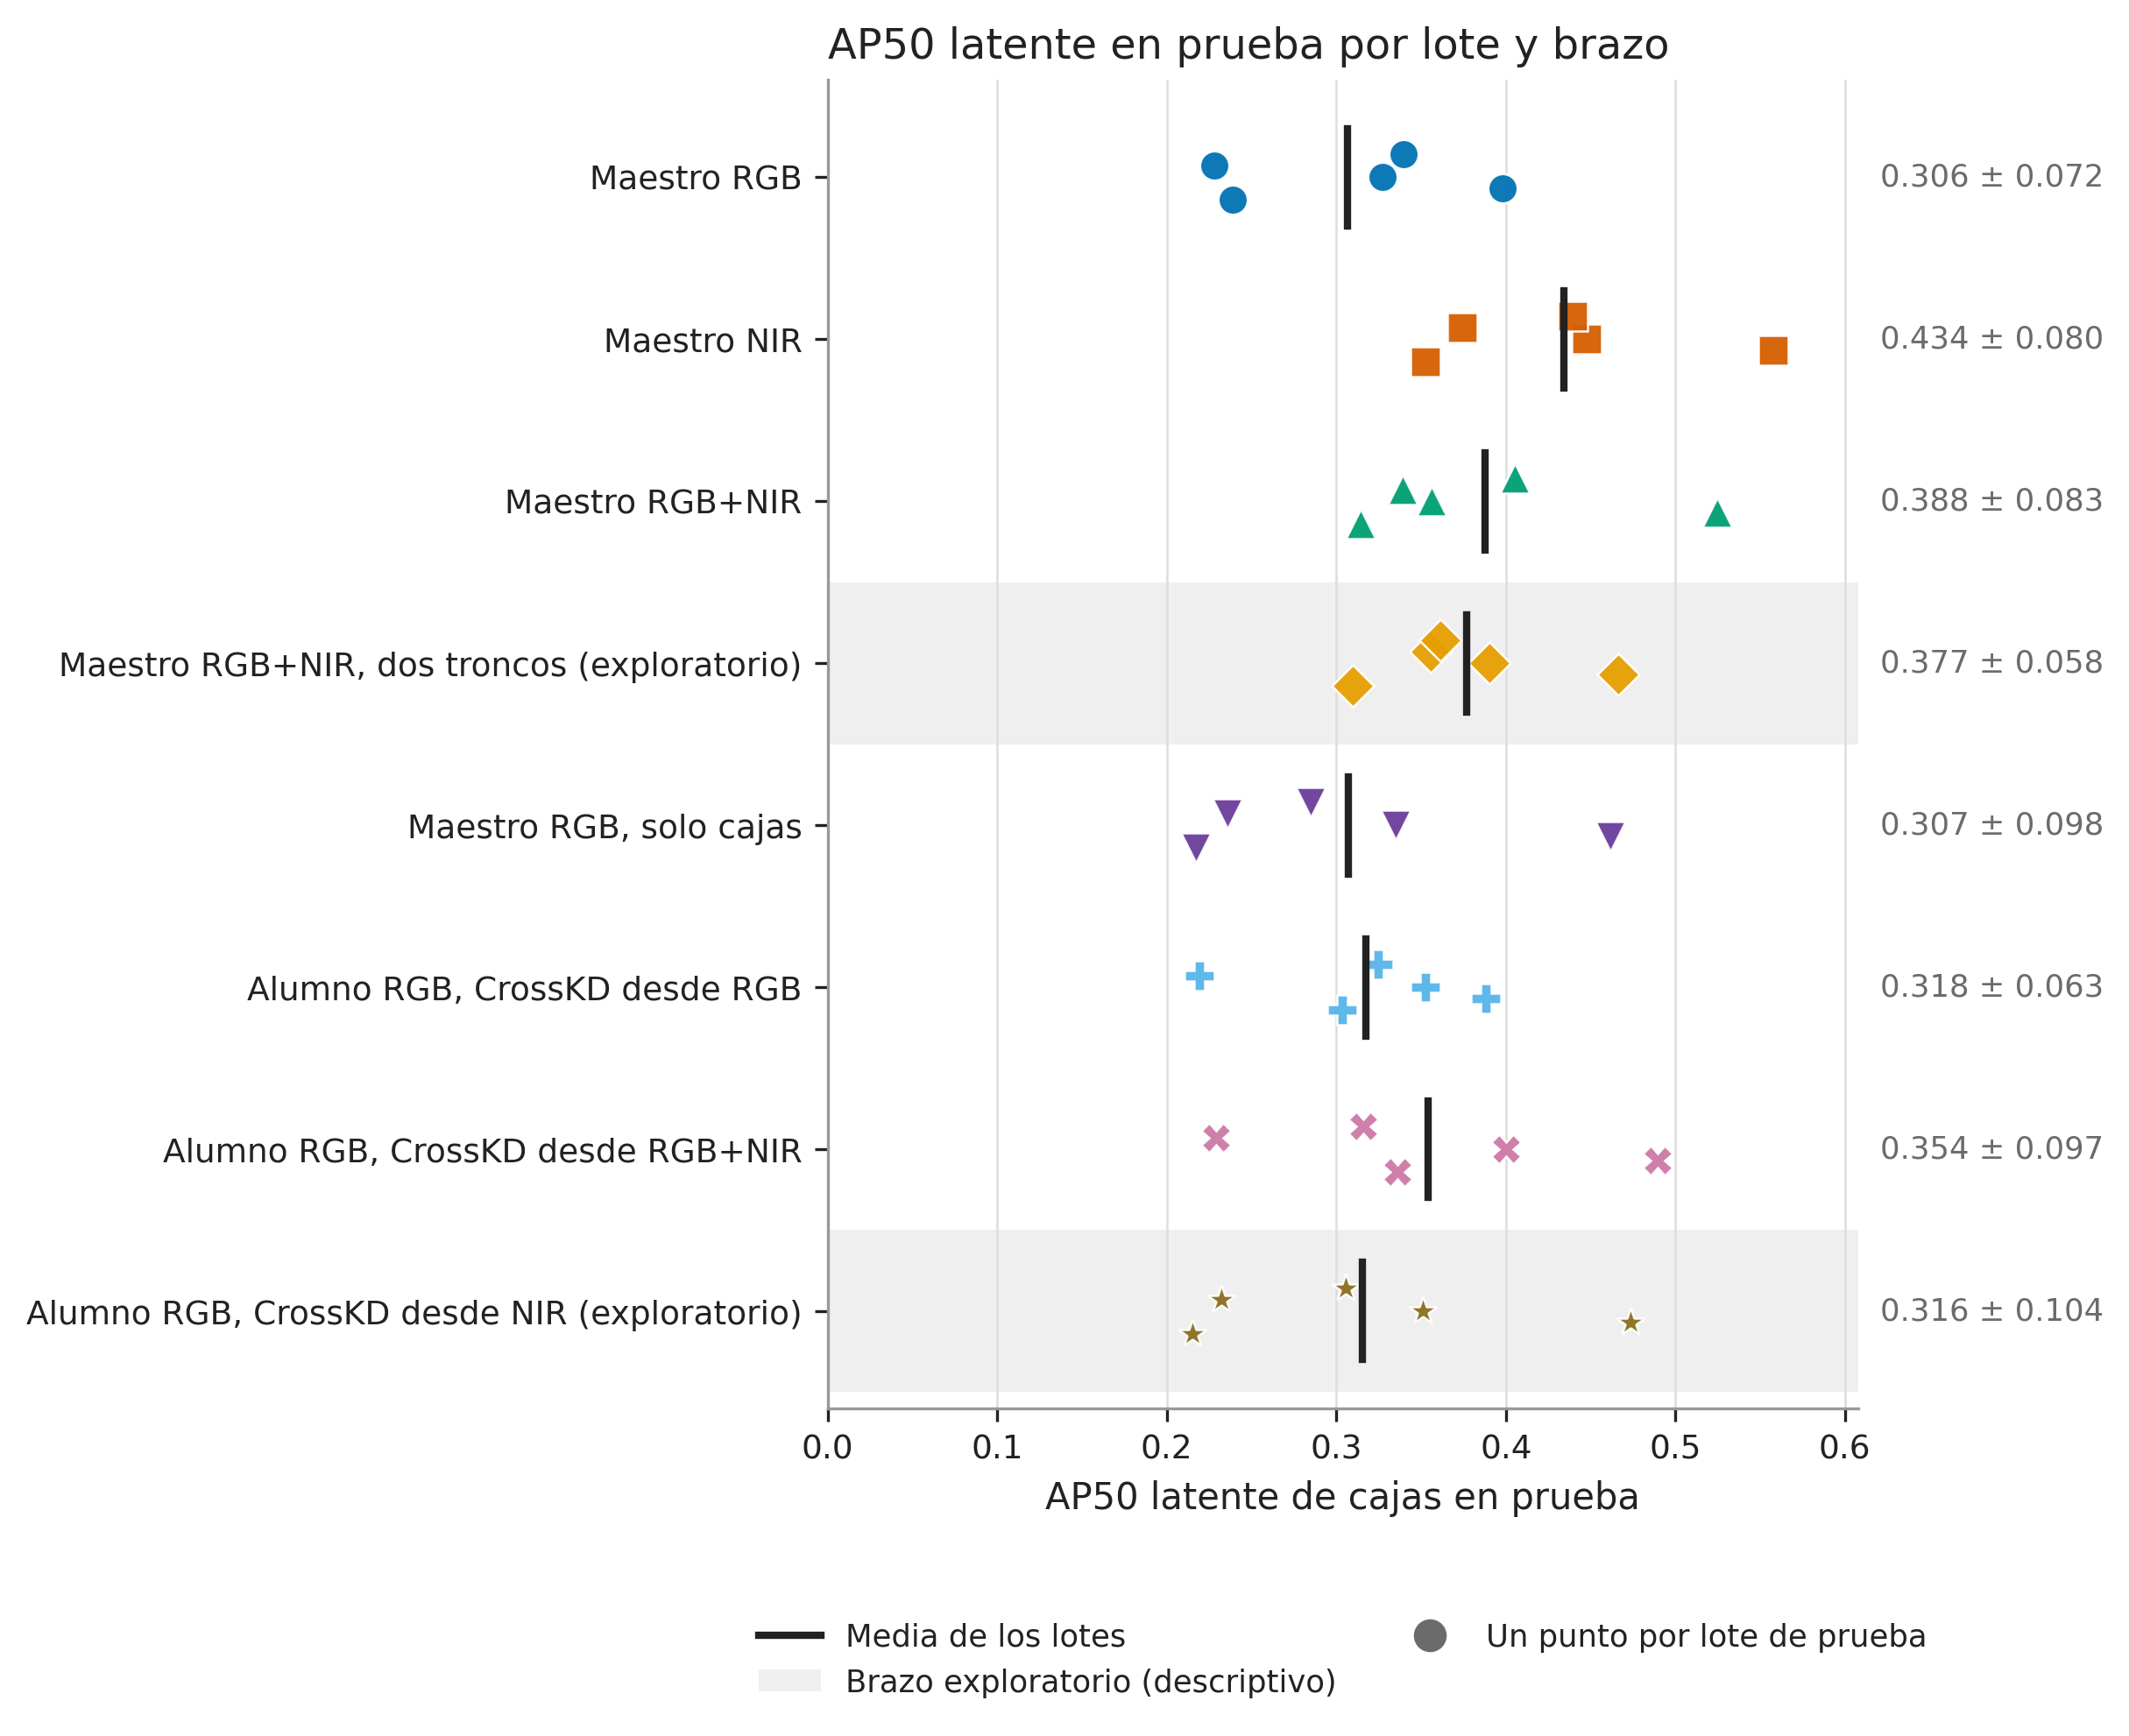 AP50 latente en prueba por lote y brazo
Maestro RGB
0.306 ± 0.072
Maestro NIR
0.434 ± 0.080
Maestro RGB+NIR
0.388 ± 0.083
Maestro RGB+NIR, dos troncos (exploratorio)
0.377 ± 0.058
Maestro RGB, solo cajas
0.307 ± 0.098
Alumno RGB, CrossKD desde RGB
0.318 ± 0.063
Alumno RGB, CrossKD desde RGB+NIR
0.354 ± 0.097
Alumno RGB, CrossKD desde NIR (exploratorio)
0.316 ± 0.104
0.0 0.1 0.2 0.3 0.4 0.5 0.6
AP50 latente de cajas en prueba
Media de los lotes
Un punto por lote de prueba
Brazo exploratorio (descriptivo)